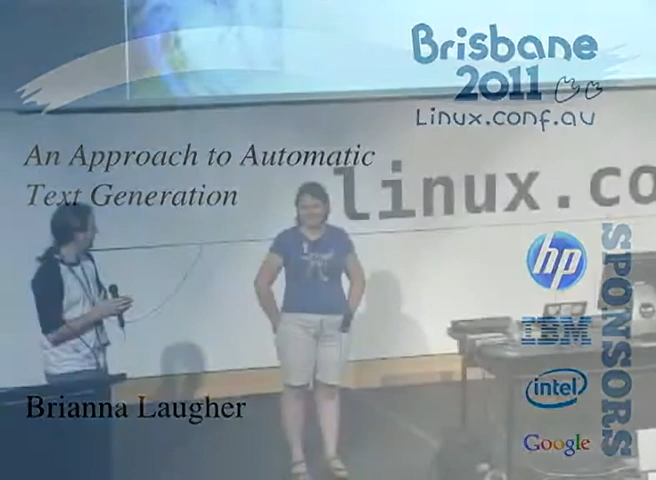 Brisbane
2011
Linux.conf.au
An Approach to Automatic
Text Generation
linux.co
hp
IBM
intel
Google
SPONSORS
Brianna Laugher